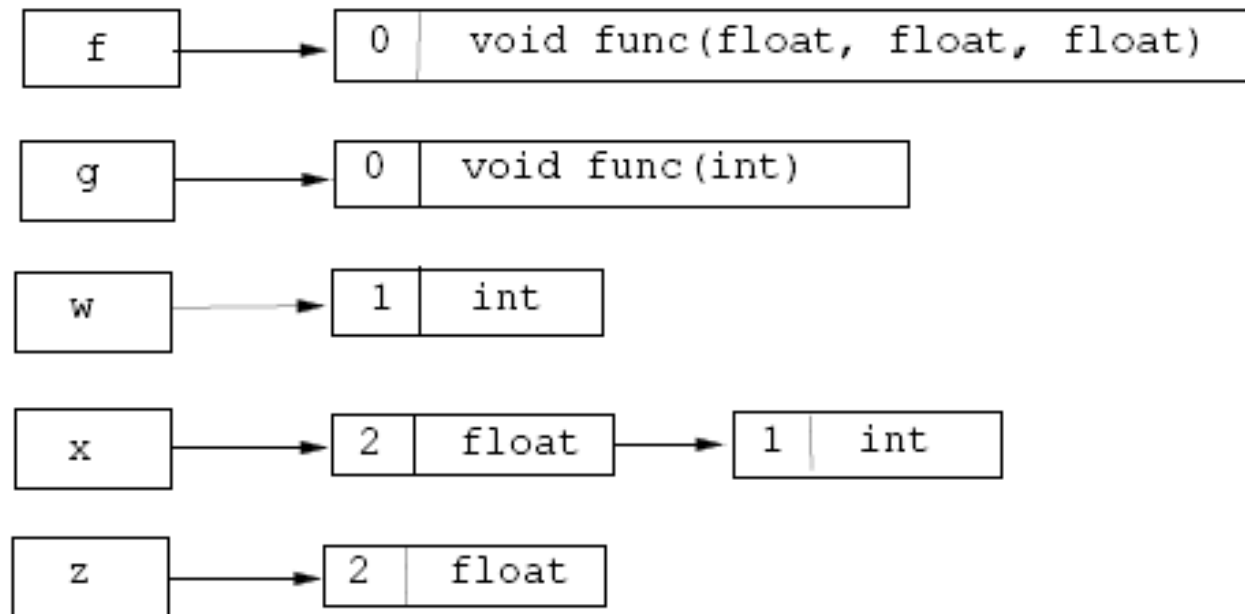 f 0 void func(float, float, float)
g 0 void func(int)
w 1 int
x 2 float 1 int
z 2 float